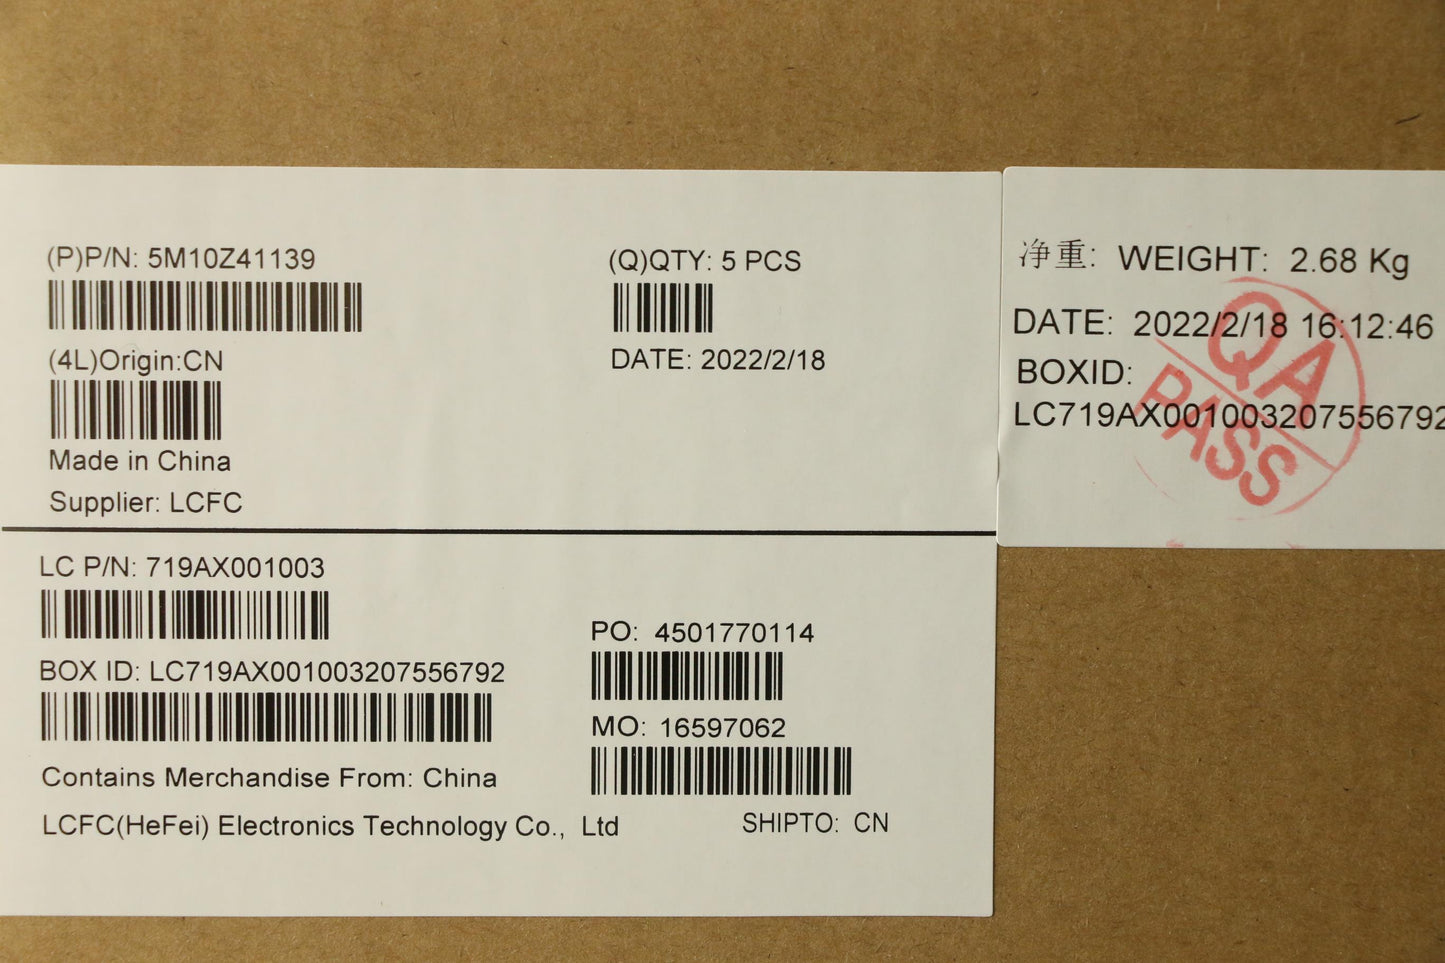 (P)P/N: 5M10Z41139
(Q)QTY: 5 PCS
(4L)Origin:CN
DATE: 2022/2/18
Made in China
Supplier: LCFC
LC P/N: 719AX001003
BOX ID: LC719AX001003207556792
PO: 4501770114
MO: 16597062
Contains Merchandise From: China
LCFC(HeFei) Electronics Technology Co., Ltd
SHIPTO: CN
净重: WEIGHT: 2.68 Kg
DATE: 2022/2/18 16:12:46
BOXID:
LC719AX001003207556792
QA
PASS